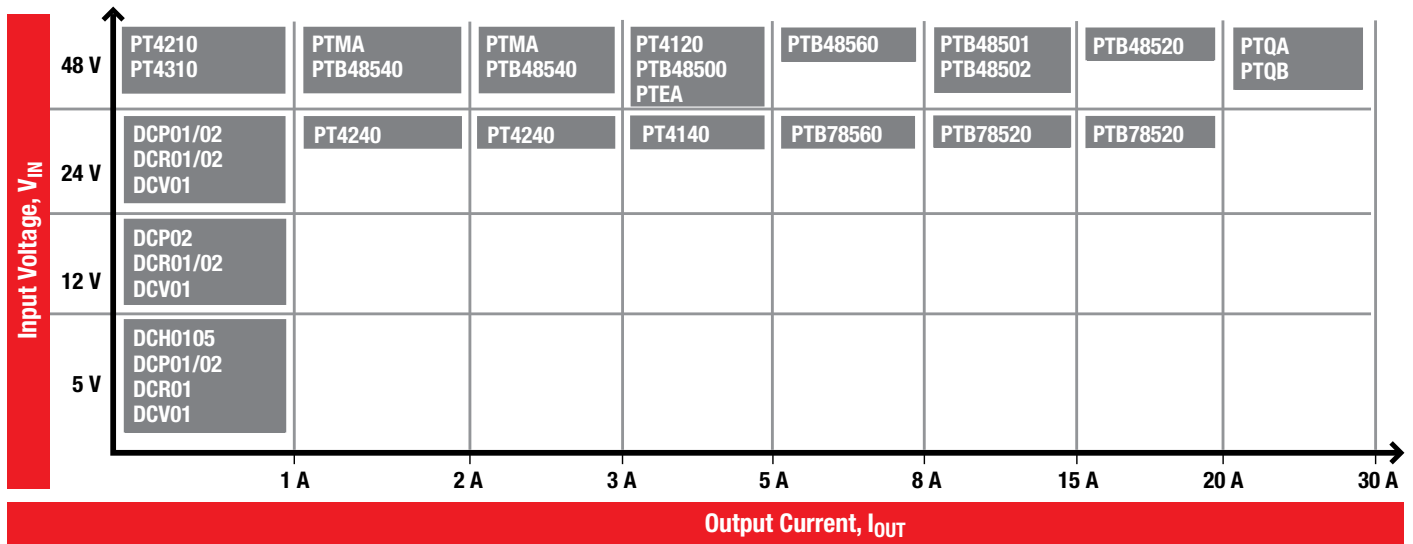 Input Voltage, VIN
48 V
PT4210
PT4310
PTMA
PTB48540
PTMA
PTB48540
PT4120
PTB48500
PTEA
PTB48560
PTB48501
PTB48502
PTB48520
PTQA
PTQB
24 V
DCP01/02
DCR01/02
DCV01
PT4240
PT4240
PT4140
PTB78560
PTB78520
PTB78520
12 V
DCP02
DCR01/02
DCV01
5 V
DCH0105
DCP01/02
DCR01
DCV01
1 A
2 A
3 A
5 A
8 A
15 A
20 A
30 A
Output Current, IOUT